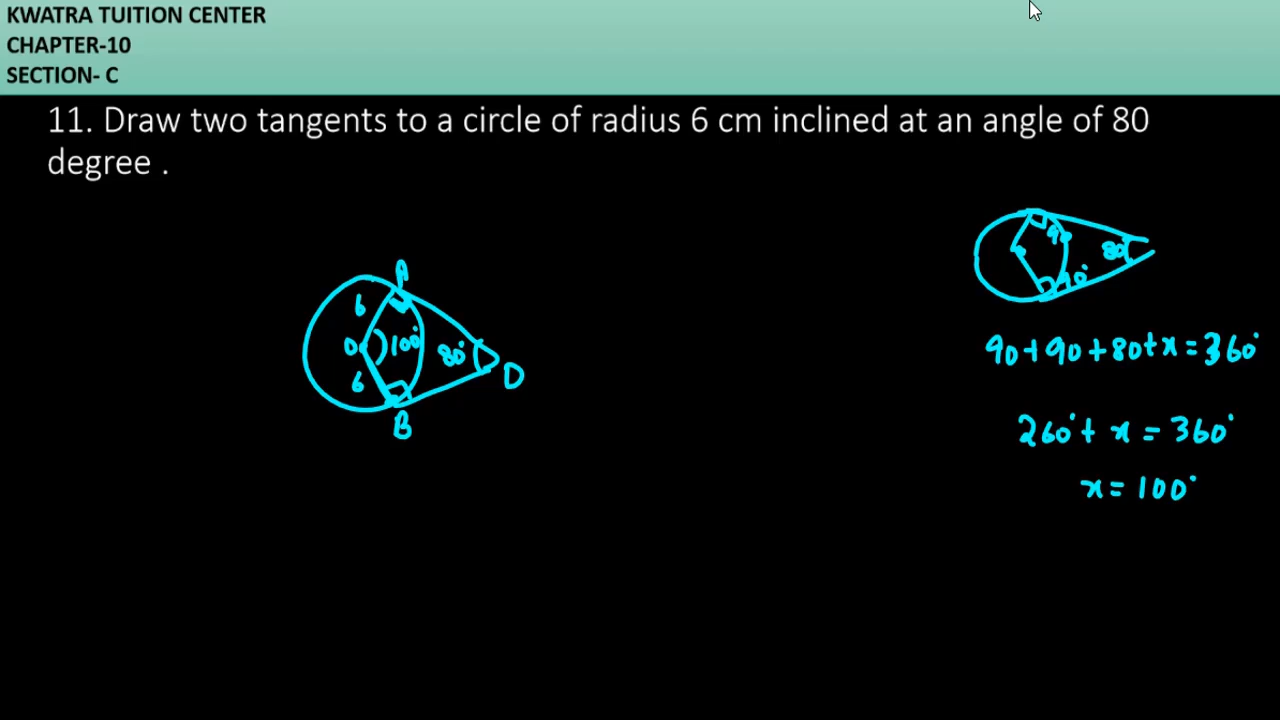 KWATRA TUITION CENTER
CHAPTER-10
SECTION- C
11. Draw two tangents to a circle of radius 6 cm inclined at an angle of 80
degree .
A
6
O
100°
80°
6
D
B
90
80
90°
90+90+80+x=360°
260°+ x = 360°
x= 100°